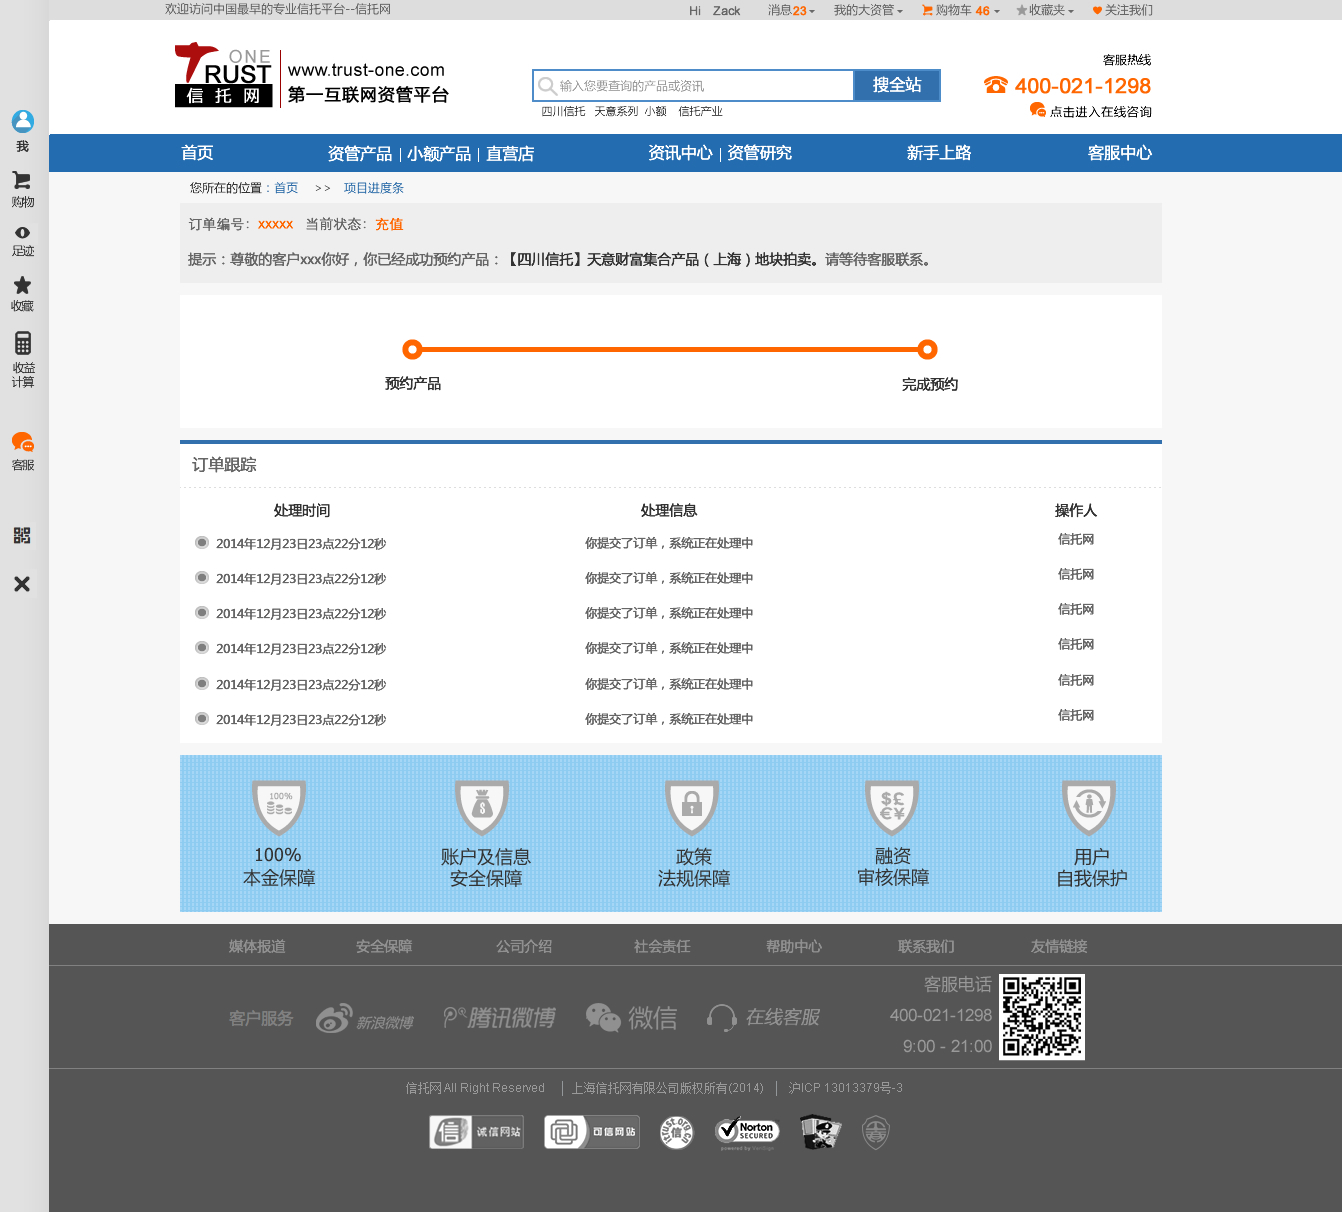 欢迎访问中国最早的专业信托平台--信托网
Hi Zack 消息23 我的大资管 购物车 46 收藏夹 关注我们
ONE
TRUST
信托网
www.trust-one.com
第一互联网资管平台
输入您要查询的产品或资讯
搜全站
四川信托 天意系列 小额 信托产业
客服热线
400-021-1298
点击进入在线咨询
我
购物
足迹
收藏
收益
计算
客服
首页 资管产品 | 小额产品 | 直营店 资讯中心 | 资管研究 新手上路 客服中心
您所在的位置：首页 >> 项目进度条
订单编号：xxxxx 当前状态：充值
提示：尊敬的客户xxx你好，你已经成功预约产品：【四川信托】天意财富集合产品（上海）地块拍卖。请等待客服联系。
预约产品 完成预约
订单跟踪
处理时间 处理信息 操作人
2014年12月23日23点22分12秒 你提交了订单，系统正在处理中 信托网
2014年12月23日23点22分12秒 你提交了订单，系统正在处理中 信托网
2014年12月23日23点22分12秒 你提交了订单，系统正在处理中 信托网
2014年12月23日23点22分12秒 你提交了订单，系统正在处理中 信托网
2014年12月23日23点22分12秒 你提交了订单，系统正在处理中 信托网
2014年12月23日23点22分12秒 你提交了订单，系统正在处理中 信托网
100%
$£
€¥
100% 账户及信息 政策 融资 用户
本金保障 安全保障 法规保障 审核保障 自我保护
媒体报道 安全保障 公司介绍 社会责任 帮助中心 联系我们 友情链接
客户服务 新浪微博 腾讯微博 微信 在线客服
客服电话
400-021-1298
9:00 - 21:00
信托网 All Right Reserved | 上海信托网有限公司版权所有(2014) | 沪ICP 13013379号-3
信 诚信网站 可信网站 信 Norton
SECURED